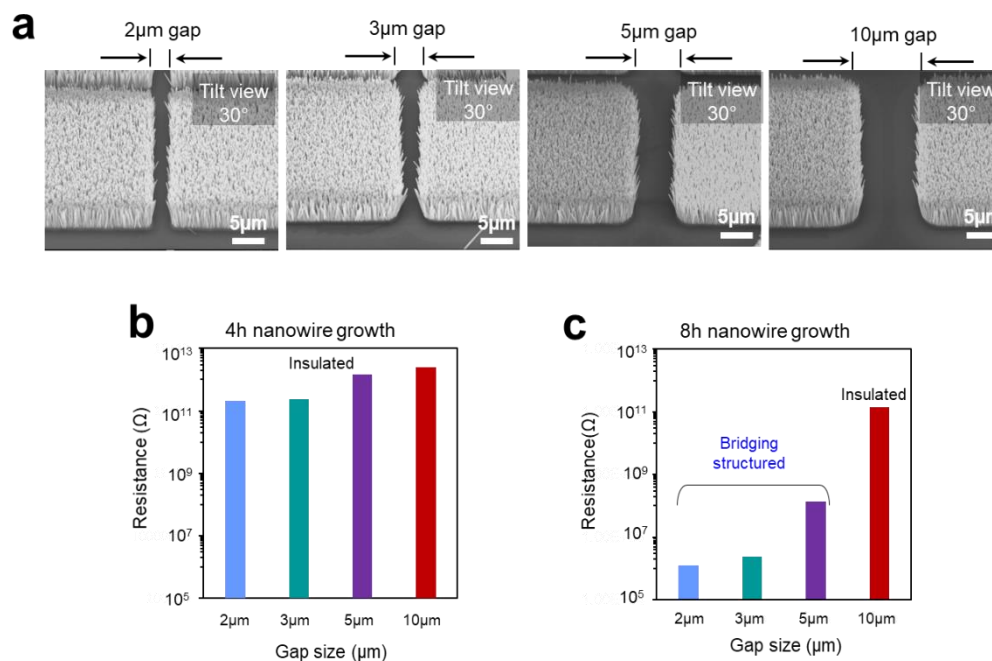 a
2µm gap
3µm gap
5µm gap
10µm gap
Tilt view
30°
5µm
Tilt view
30°
5µm
Tilt view
30°
5µm
Tilt view
30°
5µm
b
4h nanowire growth
Resistance (Ω)
10¹³
10¹¹
10⁹
10⁷
10⁵
Insulated
2µm
3µm
5µm
10µm
Gap size (µm)
c
8h nanowire growth
Resistance(Ω)
10¹³
10¹¹
10⁹
10⁷
10⁵
Bridging
structured
Insulated
2µm
3µm
5µm
10µm
Gap size (µm)